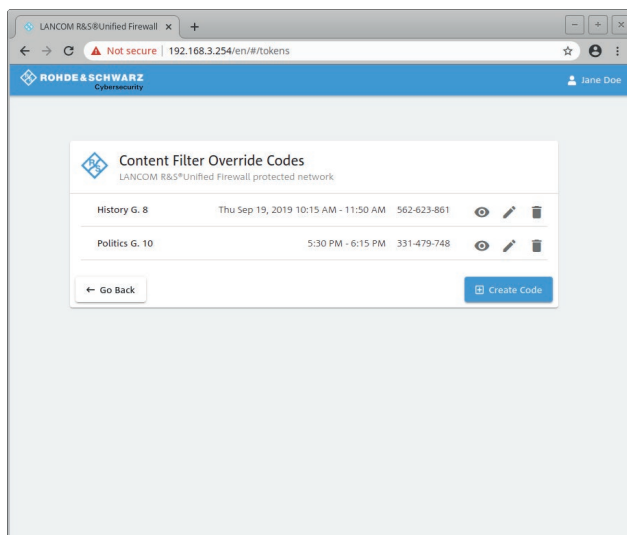 LANCOM R&S®Unified Firewall
Not secure | 192.168.3.254/en/#/tokens
ROHDE&SCHWARZ
Cybersecurity
Jane Doe
R S
Content Filter Override Codes
LANCOM R&S®Unified Firewall protected network
History G. 8 Thu Sep 19, 2019 10:15 AM - 11:50 AM 562-623-861
Politics G. 10 5:30 PM - 6:15 PM 331-479-748
← Go Back
Create Code